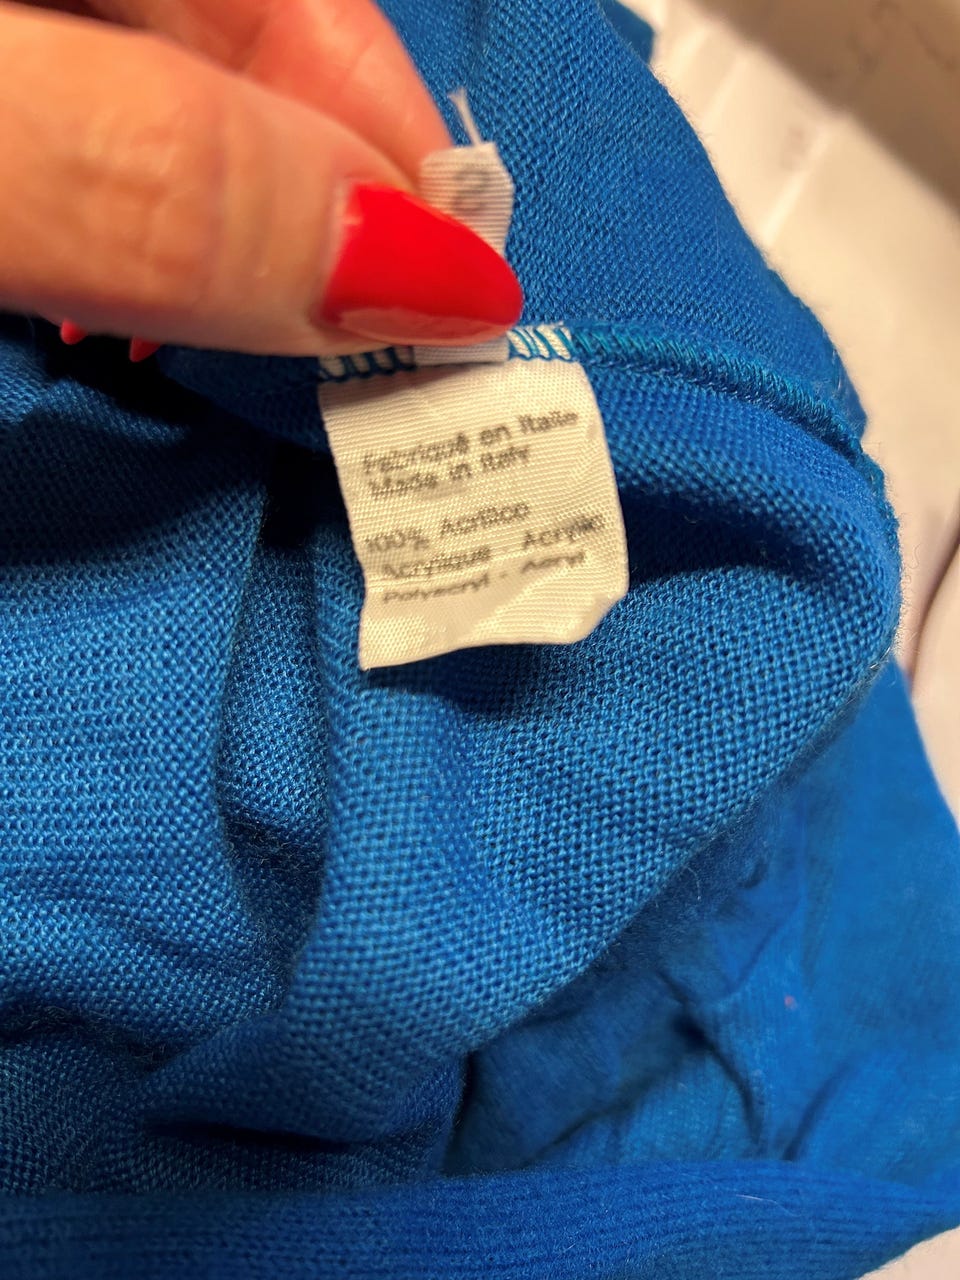 Fabriqué en Italie
Made in Italy
100% Acrilico
Acrylique - Acrylic
Polyacryl - Acryl